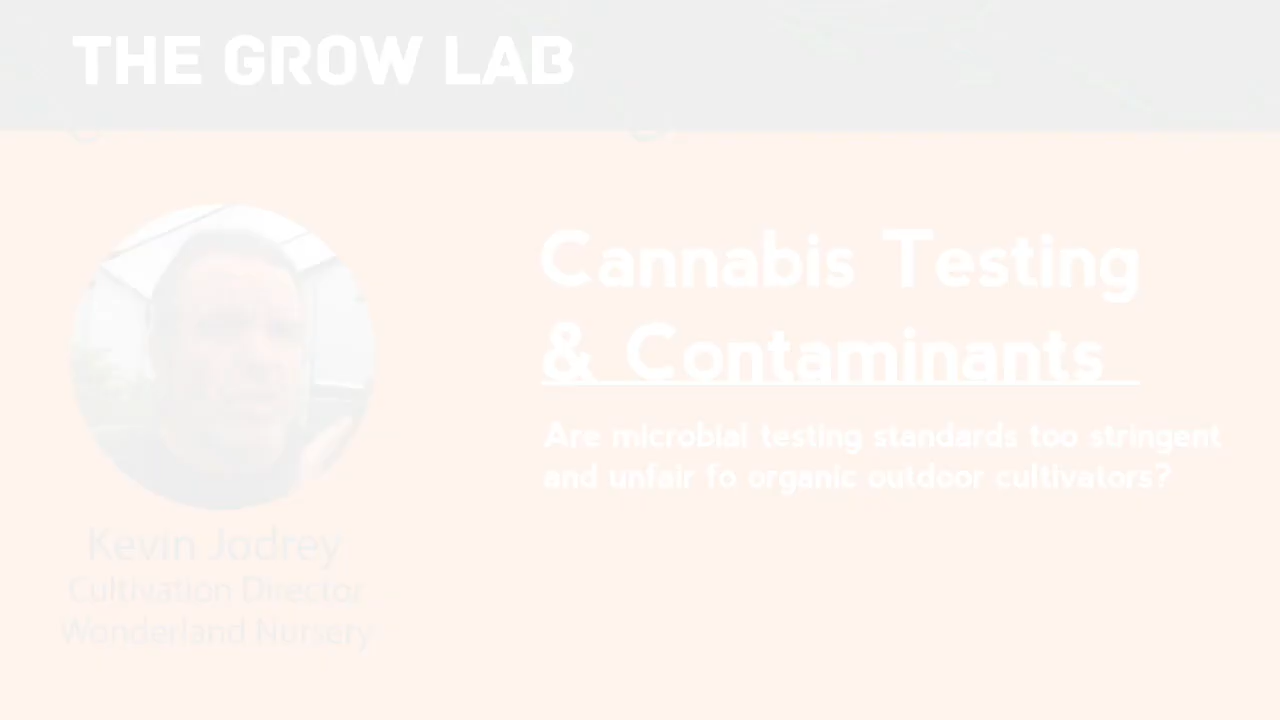 THE GROW LAB
Cannabis Testing
& Contaminants
Are microbial testing standards too stringent
and unfair fo organic outdoor cultivators?
Kevin Jodrey
Cultivation Director
Wonderland Nursery